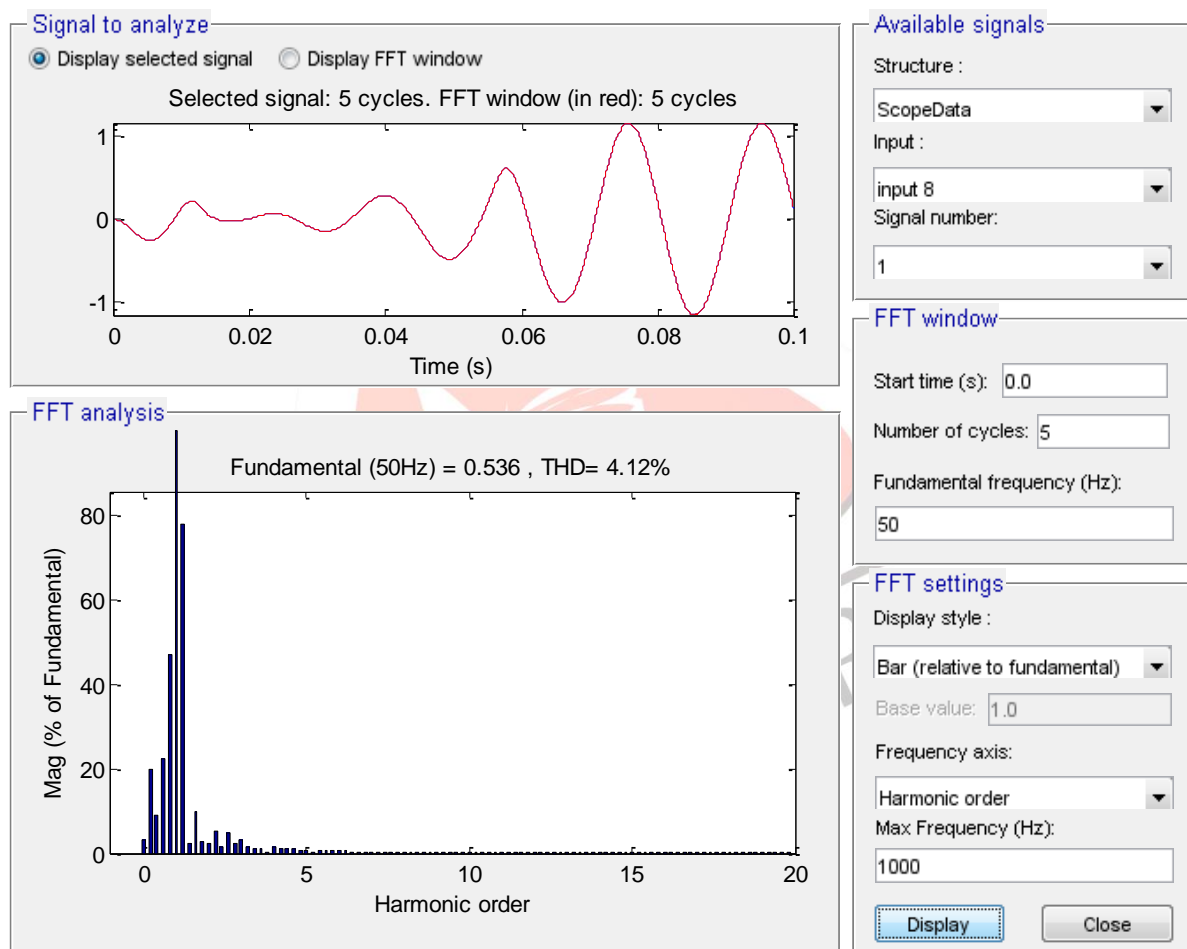 Signal to analyze
Display selected signal Display FFT window
Selected signal: 5 cycles. FFT window (in red): 5 cycles
1
0
-1
0 0.02 0.04 0.06 0.08 0.1
Time (s)
FFT analysis
Fundamental (50Hz) = 0.536 , THD= 4.12%
Mag (% of Fundamental)
80
60
40
20
0
0 5 10 15 20
Harmonic order
Available signals
Structure :
ScopeData
Input :
input 8
Signal number:
1
FFT window
Start time (s): 0.0
Number of cycles: 5
Fundamental frequency (Hz):
50
FFT settings
Display style :
Bar (relative to fundamental)
Base value: 1.0
Frequency axis:
Harmonic order
Max Frequency (Hz):
1000
Display Close